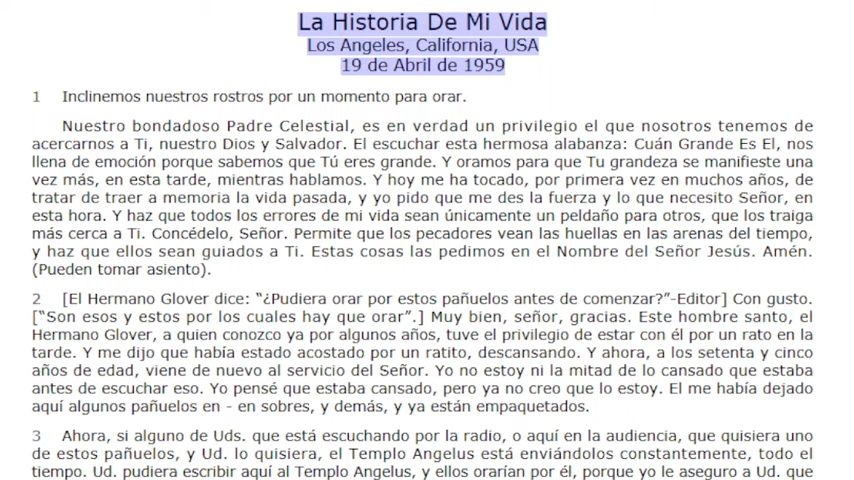 La Historia De Mi Vida
Los Angeles, California, USA
19 de Abril de 1959
1 Inclinemos nuestros rostros por un momento para orar.
Nuestro bondadoso Padre Celestial, es en verdad un privilegio el que nosotros tenemos de
acercarnos a Ti, nuestro Dios y Salvador. El escuchar esta hermosa alabanza: Cuán Grande Es El, nos
llena de emoción porque sabemos que Tú eres grande. Y oramos para que Tu grandeza se manifieste una
vez más, en esta tarde, mientras hablamos. Y hoy me ha tocado, por primera vez en muchos años, de
tratar de traer a memoria la vida pasada, y yo pido que me des la fuerza y lo que necesito Señor, en
esta hora. Y haz que todos los errores de mi vida sean únicamente un peldaño para otros, que los traiga
más cerca a Ti. Concédelo, Señor. Permite que los pecadores vean las huellas en las arenas del tiempo,
y haz que ellos sean guiados a Ti. Estas cosas las pedimos en el Nombre del Señor Jesús. Amén.
(Pueden tomar asiento).
2 [El Hermano Glover dice: “¿Pudiera orar por estos pañuelos antes de comenzar?”-Editor] Con gusto.
[“Son esos y estos por los cuales hay que orar”.] Muy bien, señor, gracias. Este hombre santo, el
Hermano Glover, a quien conozco ya por algunos años, tuve el privilegio de estar con él por un rato en la
tarde. Y me dijo que había estado acostado por un ratito, descansando. Y ahora, a los setenta y cinco
años de edad, viene de nuevo al servicio del Señor. Yo no estoy ni la mitad de lo cansado que estaba
antes de escuchar eso. Yo pensé que estaba cansado, pero ya no creo que lo estoy. El me había dejado
aquí algunos pañuelos en - en sobres, y demás, y ya están empaquetados.
3 Ahora, si alguno de Uds. que está escuchando por la radio, o aquí en la audiencia, que quisiera uno
de estos pañuelos, y Ud. lo quisiera, el Templo Angelus está enviándolos constantemente, todo el
tiempo. Ud. pudiera escribir aquí al Templo Angelus, y ellos orarían por él, porque yo le aseguro a Ud. que